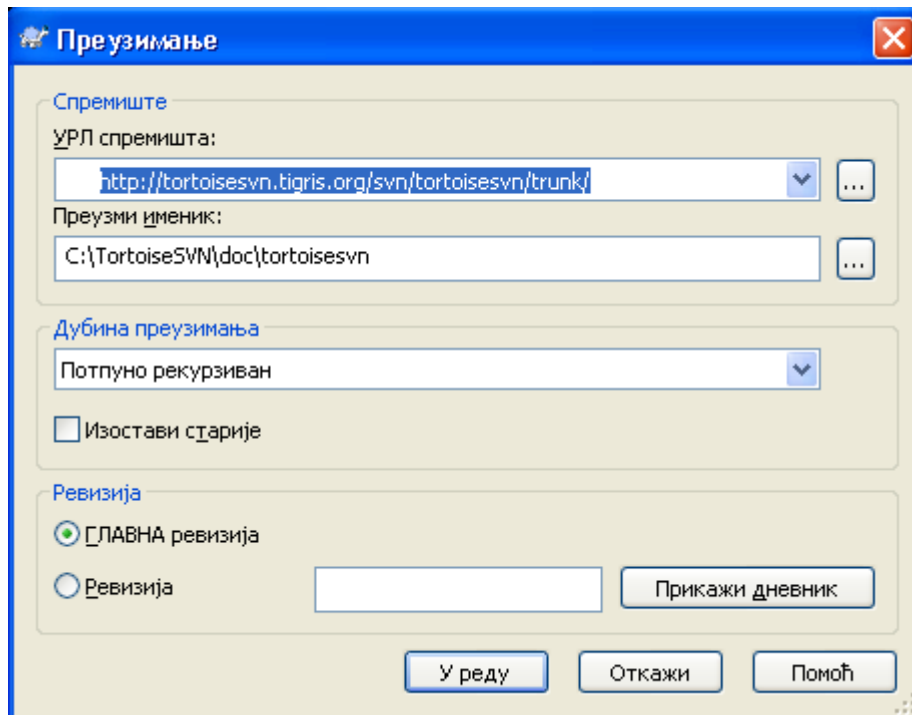 Преузимање
Спремиште
УРЛ спремишта:
http://tortoisesvn.tigris.org/svn/tortoisesvn/trunk/
...
Преузми именик:
C:\TortoiseSVN\doc\tortoisesvn
...
Дубина преузимања
Потпуно рекурзиван
Изостави старије
Ревизија
ГЛАВНА ревизија
Ревизија
Прикажи дневник
У реду Откажи Помоћ